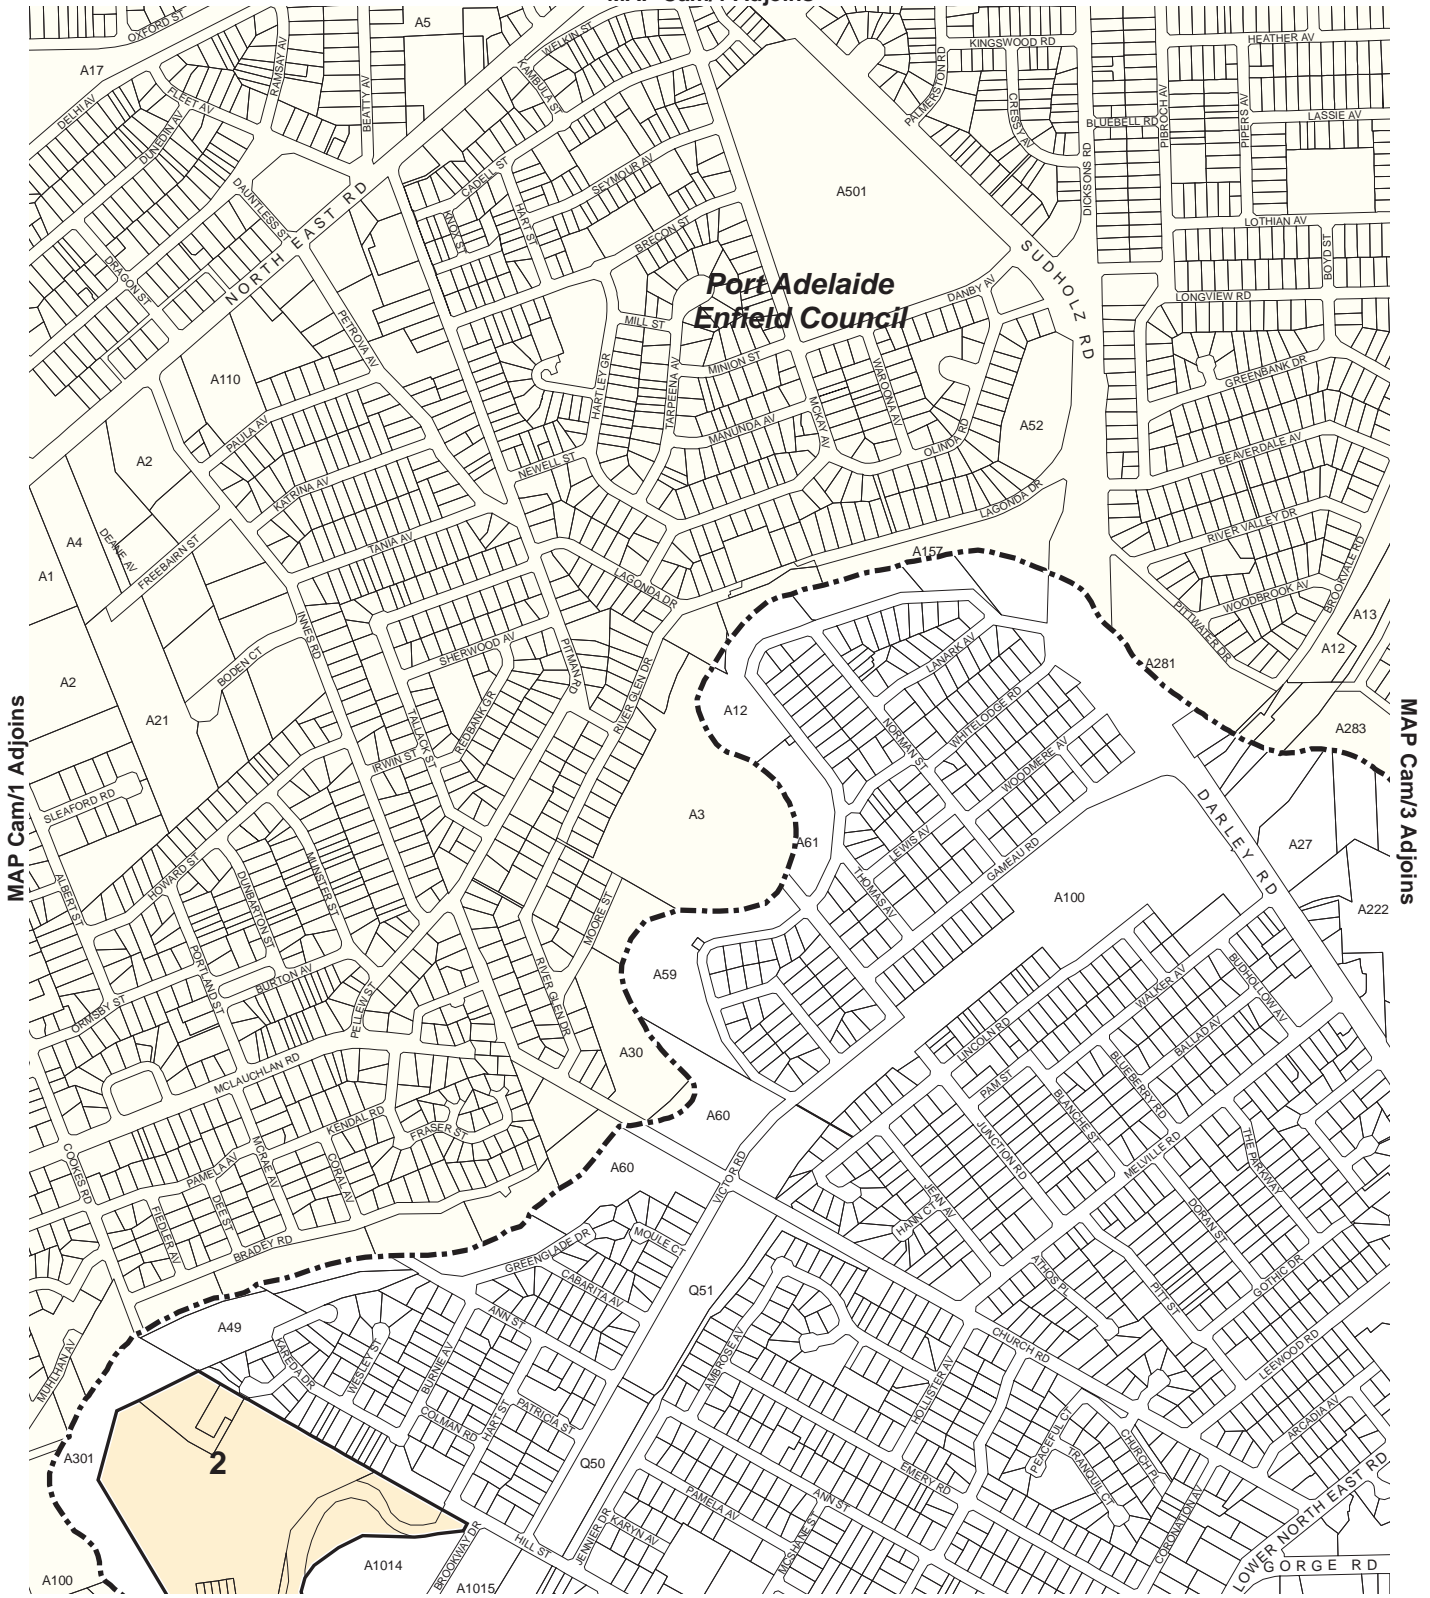 OXFORD ST
A5
WELKIN ST
KINGSWOOD RD
HEATHER AV
A17
RAMSAY AV
KAMBULA ST
PALMERSTON RD
DELHI AV
FLEET AV
BEATTY AV
CRESSY AV
BLUEBELL RD
PIBROCH AV
PIPERS AV
LASSIE AV
DUNEDIN AV
DAUNTLESS ST
NORTH EAST RD
CADELL ST
SEYMOUR AV
A501
DICKSONS RD
KNOX ST
HART ST
BRECON ST
LOTHIAN AV
BOYD ST
DRAGON ST
SUDHOLZ RD
Port Adelaide
Enfield Council
DANBY AV
LONGVIEW RD
PETROVA AV
MILL ST
MINION ST
A110
HARTLEY GR
TARPEENA AV
WAROONA AV
GREENBANK DR
PAULA AV
MANUNDA AV
MCKAY AV
OLINDA RD
A52
BEAVERDALE AV
A2
NEWELL ST
KATRINA AV
LAGONDA DR
A4
DEANE AV
FREEBAIRN ST
TANIA AV
RIVER VALLEY DR
A157
A1
LAGONDA DR
BROOKVALE RD
WOODBROOK AV
PITTWATER DR
A13
INNES RD
SHERWOOD AV
PITMAN RD
LANARK AV
A12
BODEN CT
A281
A2
RIVER GLEN DR
A12
WHITELODGE RD
A21
TALLACK ST
REDBANK GR
NORMAN ST
A283
MAP Cam/1 Adjoins
MAP Cam/3 Adjoins
IRWIN ST
WOODMERE AV
SLEAFORD RD
DARLEY RD
A3
A61
LEWIS AV
A27
GAMEAU RD
ALBERT ST
HOWARD ST
MUNSTER ST
DUNBARTON ST
THOMAS AV
A100
A222
MOORE ST
PORTLAND ST
BURTON AV
A59
RIVER GLEN DR
WALKER AV
BUDHOLLOW AV
ORMSBY ST
PELLEW ST
LINCOLN RD
BALLAD AV
A30
MCLAUCHLAN RD
PAM ST
BLUEBERRY RD
BLANCHE ST
A60
KENDAL RD
FRASER ST
JUNCTION RD
MELVILLE RD
THE PARKWAY
COOKES RD
PAMELA AV
MCRAE AV
CORAL AV
A60
VICTOR RD
JEAN AV
HANN CT
DORAN ST
FIEDLER AV
DEE ST
BRADEY RD
GREENGLADE DR
MOULE CT
ATHOS PL
PITT ST
GOTHIC DR
CABARITA AV
Q51
A49
ANN ST
KAREDA DR
WESLEY ST
BURNIE AV
AMBROSE AV
CHURCH RD
LEEWOOD RD
MUHLHAN AV
HOLLISTER AV
COLMAN RD
HART ST
PATRICIA ST
PEACEFUL CT
CHURCH PL
ARCADIA AV
A301
2
Q50
EMERY RD
TRANQUIL CT
PAMELA AV
ANN ST
LOWER NORTH EAST RD
JENNIER DR
KARYN AV
MCSHANE ST
CORONATION AV
HILL ST
BROOKWAY DR
A1014
A100
A1015
GORGE RD